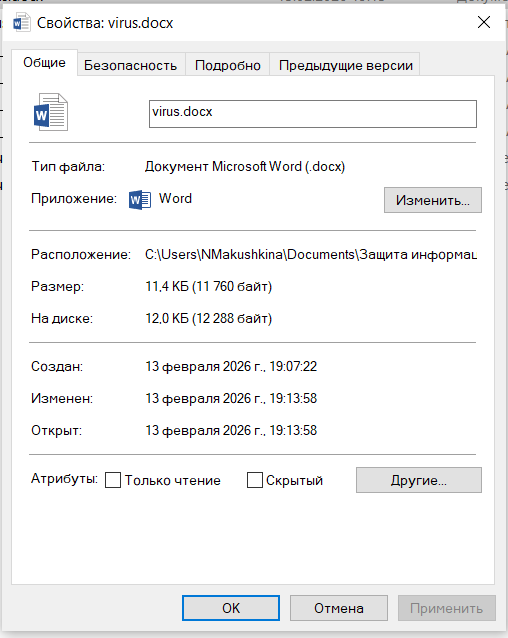 Свойства: virus.docx
Общие
Безопасность
Подробно
Предыдущие версии
virus.docx
Тип файла: Документ Microsoft Word (.docx)
Приложение: Word
Изменить...
Расположение: C:\Users\NMakushkina\Documents\Защита информац
Размер: 11,4 КБ (11 760 байт)
На диске: 12,0 КБ (12 288 байт)
Создан: 13 февраля 2026 г., 19:07:22
Изменен: 13 февраля 2026 г., 19:13:58
Открыт: 13 февраля 2026 г., 19:13:58
Атрибуты: Только чтение Скрытый Другие...
OK Отмена Применить